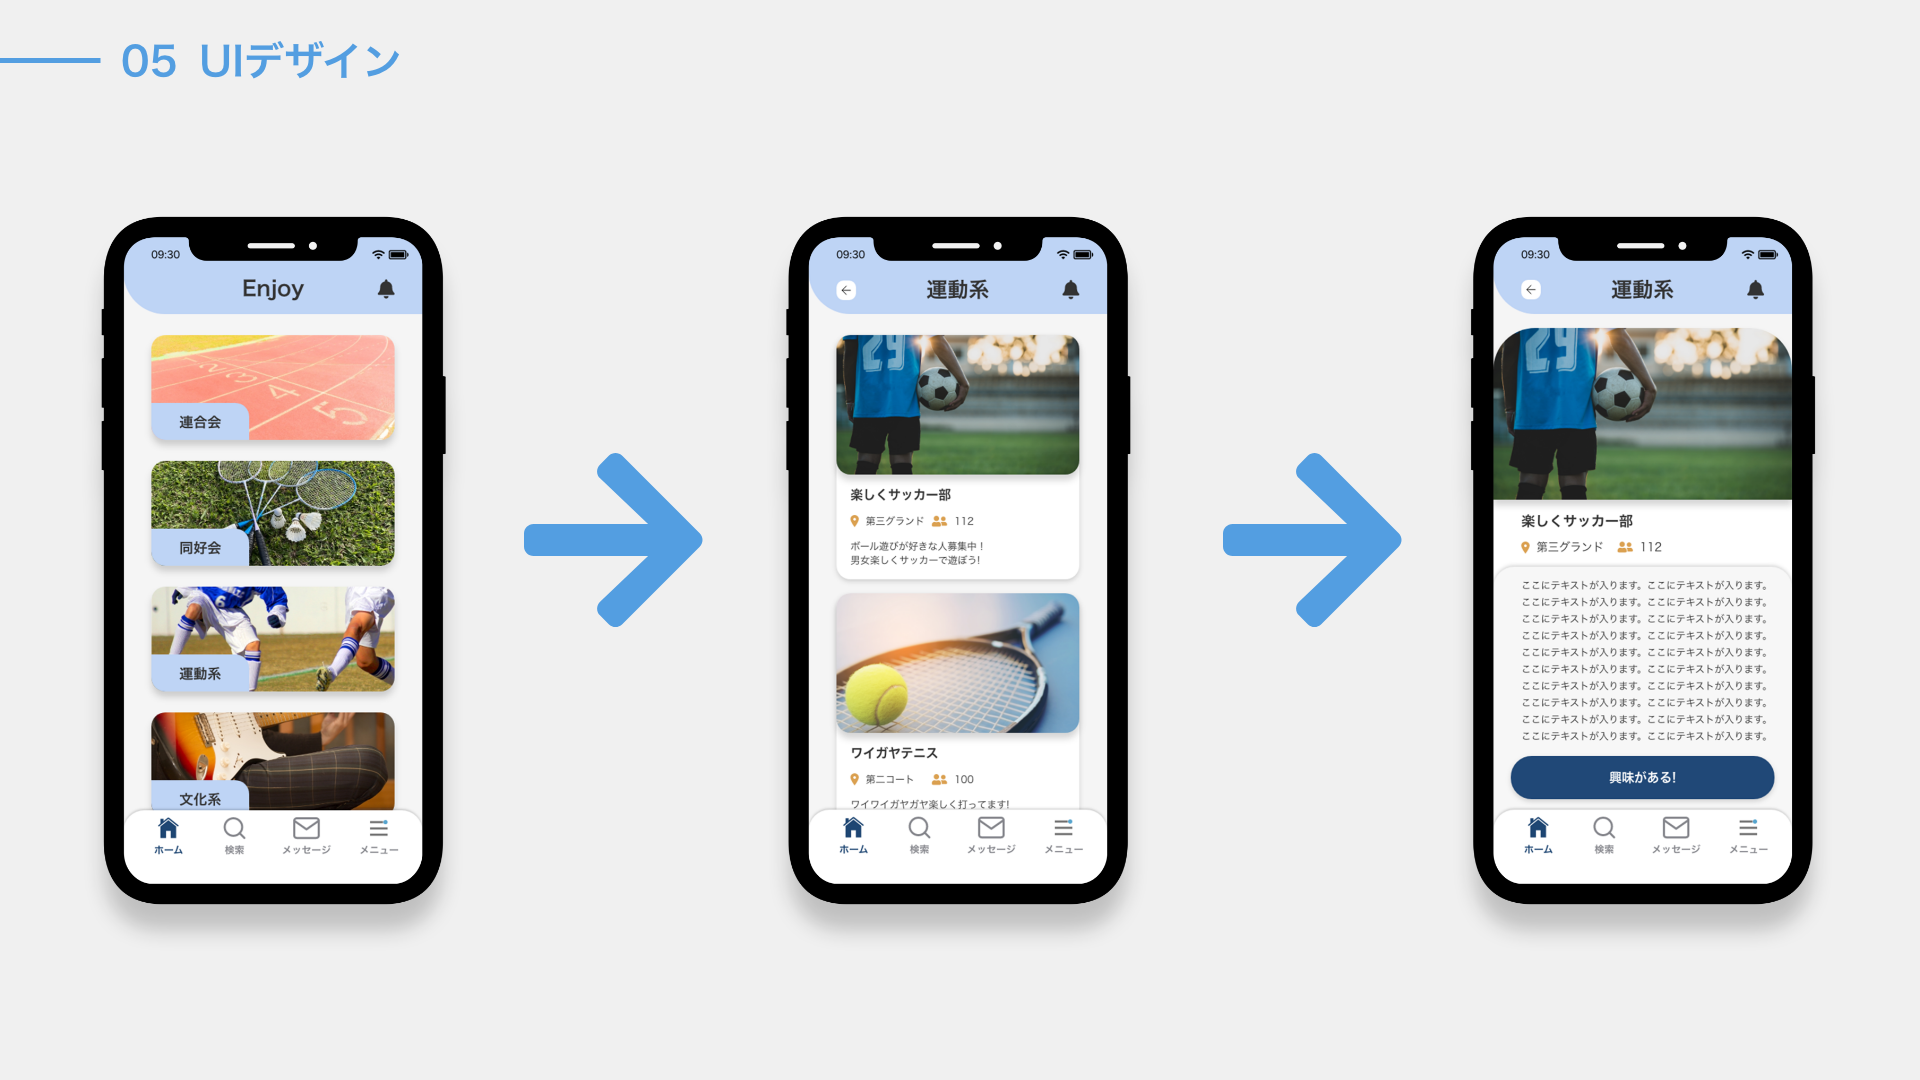 05 UIデザイン
09:30
Enjoy
2 3 4 5
連合会
同好会
6
運動系
文化系
ホーム 検索 メッセージ メニュー
09:30
運動系
29
楽しくサッカー部
第三グランド 112
ボール遊びが好きな人募集中！
男女楽しくサッカーで遊ぼう!
ワイガヤテニス
第二コート 100
ワイワイガヤガヤ楽しく打ってます!
ホーム 検索 メッセージ メニュー
09:30
運動系
29
楽しくサッカー部
第三グランド 112
ここにテキストが入ります。ここにテキストが入ります。
ここにテキストが入ります。ここにテキストが入ります。
ここにテキストが入ります。ここにテキストが入ります。
ここにテキストが入ります。ここにテキストが入ります。
ここにテキストが入ります。ここにテキストが入ります。
ここにテキストが入ります。ここにテキストが入ります。
ここにテキストが入ります。ここにテキストが入ります。
ここにテキストが入ります。ここにテキストが入ります。
ここにテキストが入ります。ここにテキストが入ります。
ここにテキストが入ります。ここにテキストが入ります。
興味がある!
ホーム 検索 メッセージ メニュー